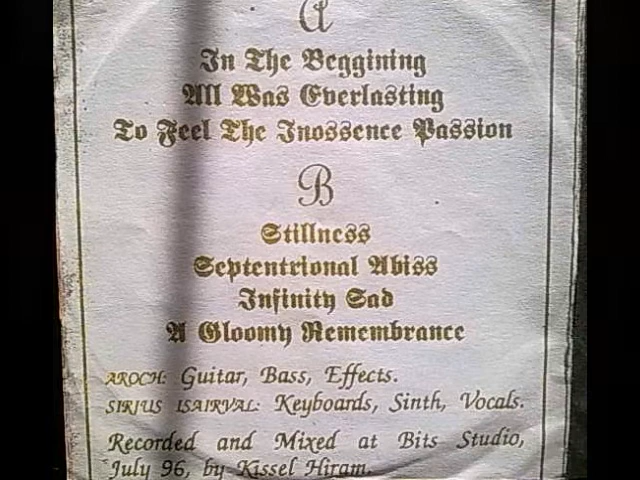 A
In The Beggining
All Was Everlasting
To Feel The Inossence Passion
B
Stillness
Septentrional Abiss
Infinity Sad
A Gloomy Remembrance
AROCH: Guitar, Bass, Effects.
SIRIUS ISAIRVAL: Keyboards, Sinth, Vocals.
Recorded and Mixed at Bits Studio,
July 96, by Kissel Hiram.